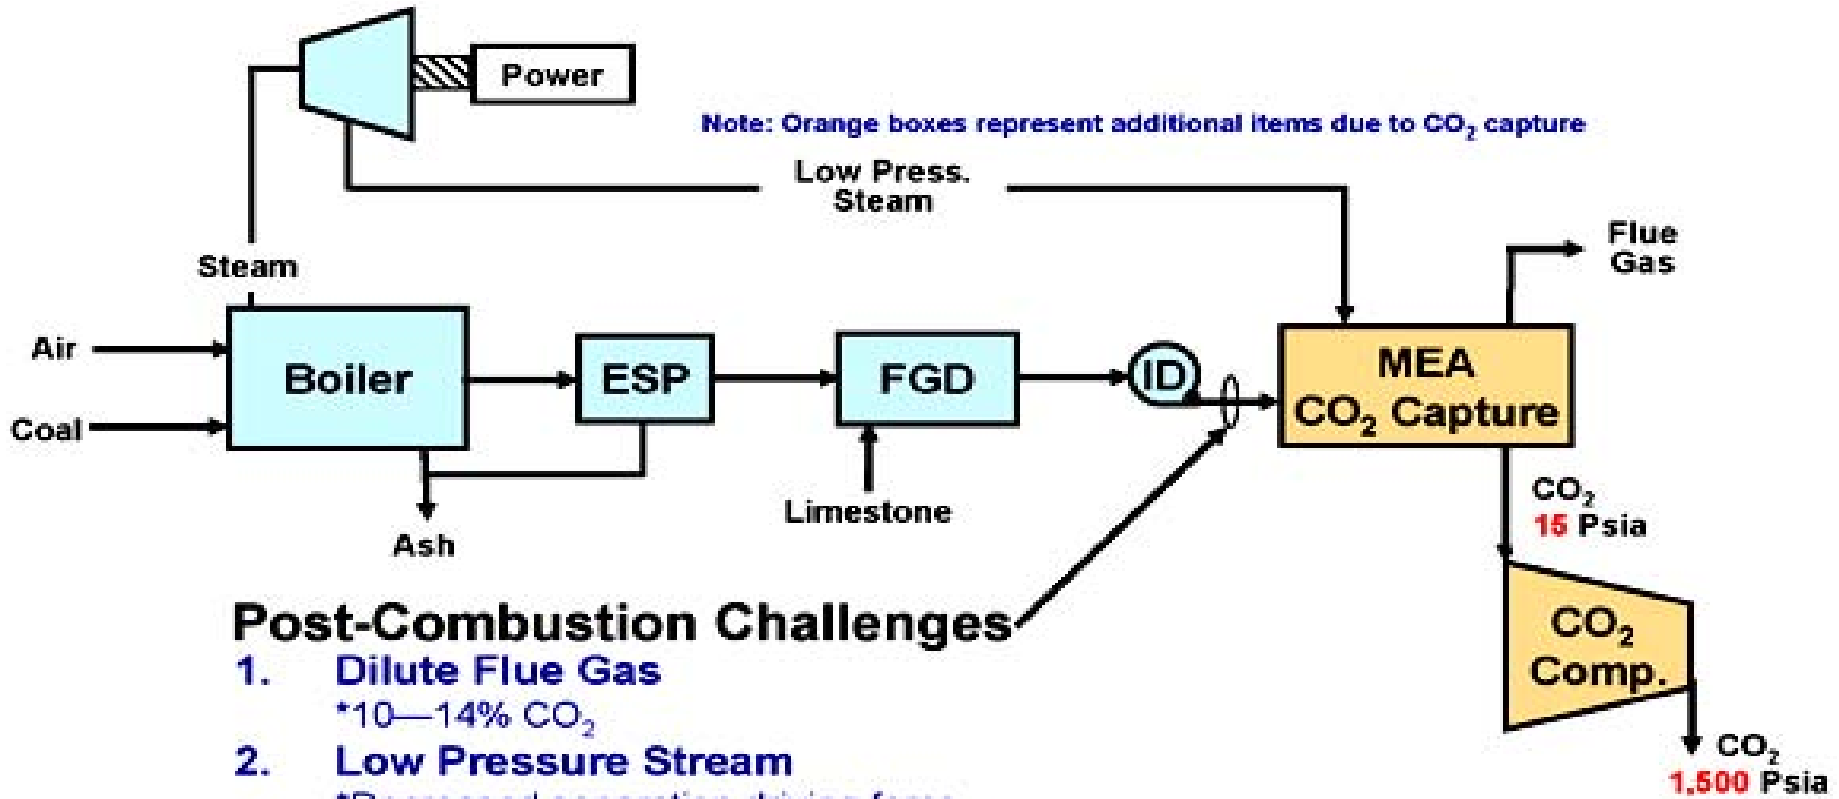 Power
Note: Orange boxes represent additional items due to CO₂ capture
Low Press.
Steam
Flue
Gas
Steam
Air
Boiler
ESP
FGD
ID
MEA
CO₂ Capture
Coal
CO₂
15 Psia
Limestone
Ash
Post-Combustion Challenges
CO₂
Comp.
1. Dilute Flue Gas
*10—14% CO₂
2. Low Pressure Stream
CO₂
1,500 Psia